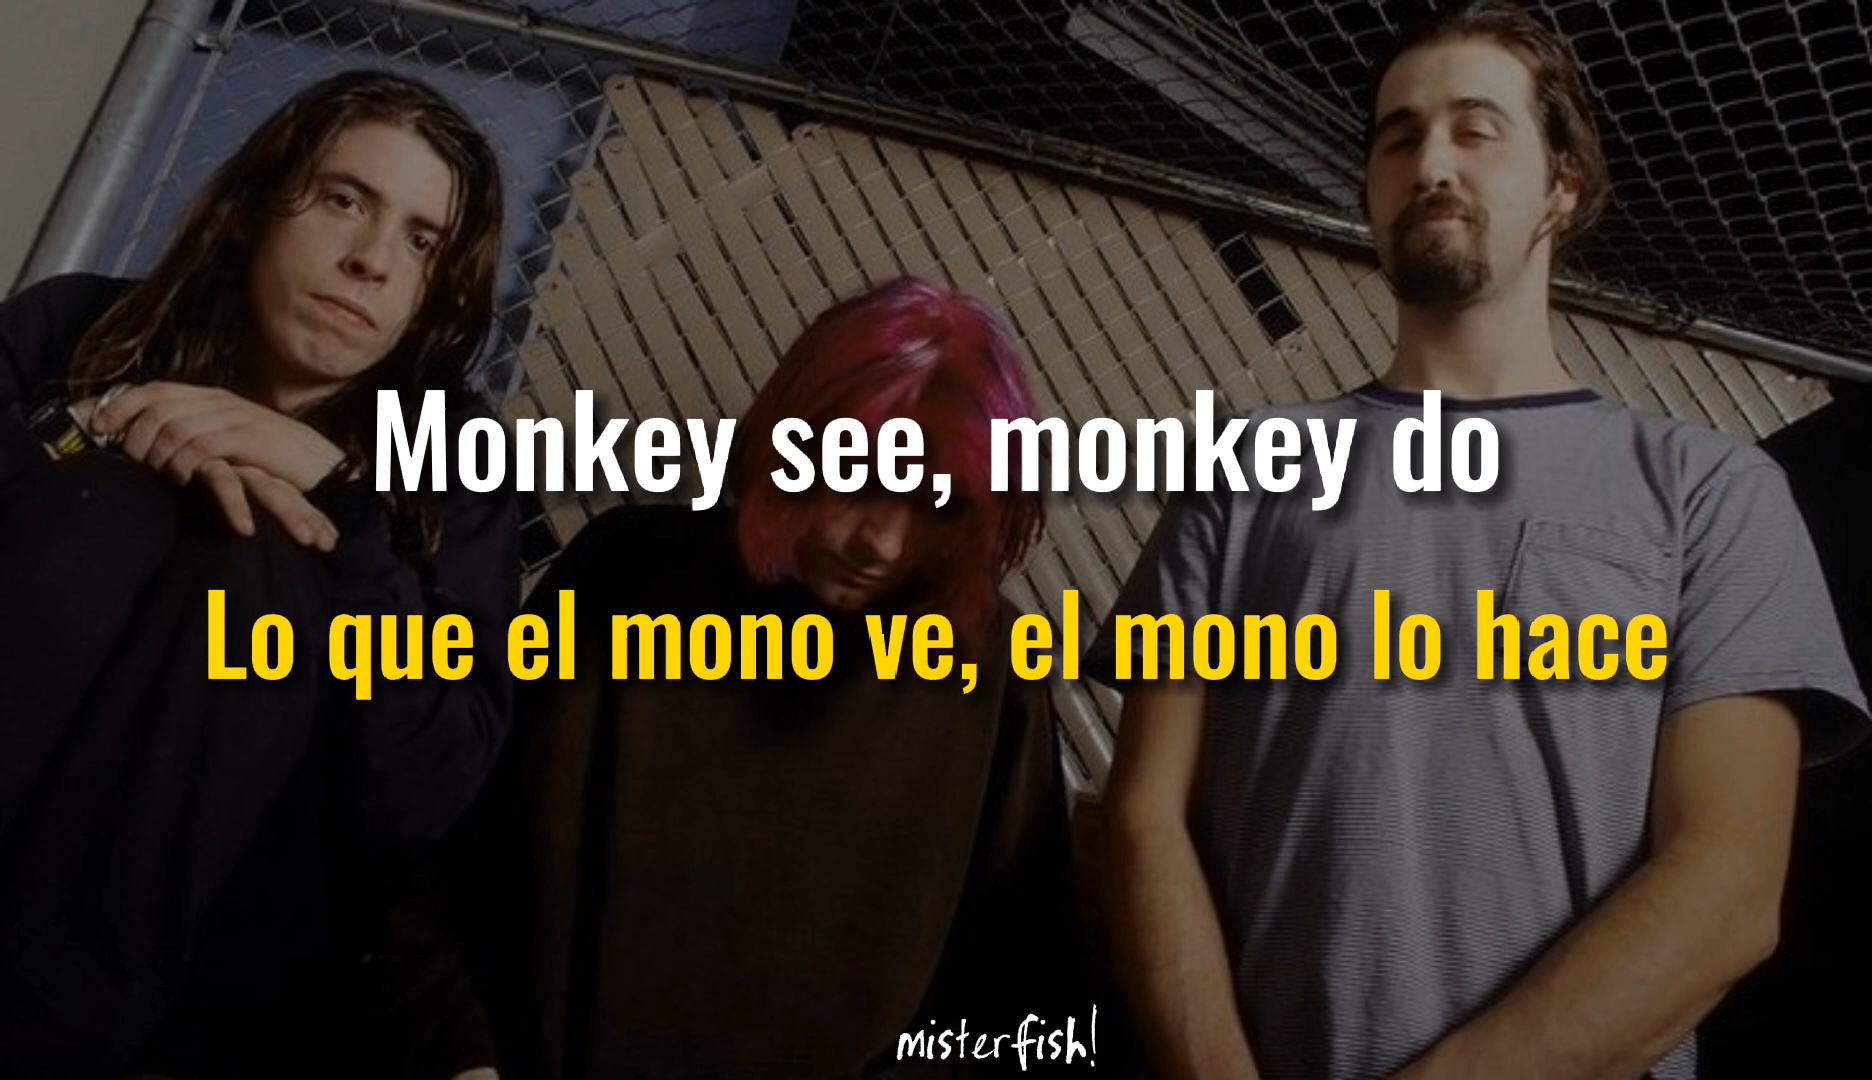 Monkey see, monkey do
Lo que el mono ve, el mono lo hace
misterfish!